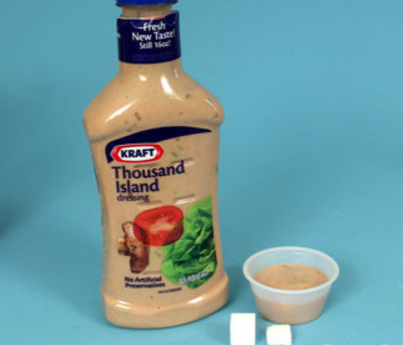 Fresh
New Taste!
Still 16oz!
KRAFT
Thousand
Island
dressing
No Artificial
Preservatives